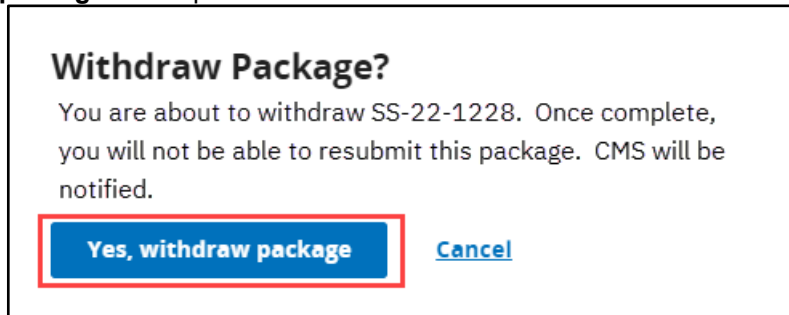 Withdraw Package?
You are about to withdraw SS-22-1228. Once complete,
you will not be able to resubmit this package. CMS will be
notified.
Yes, withdraw package Cancel